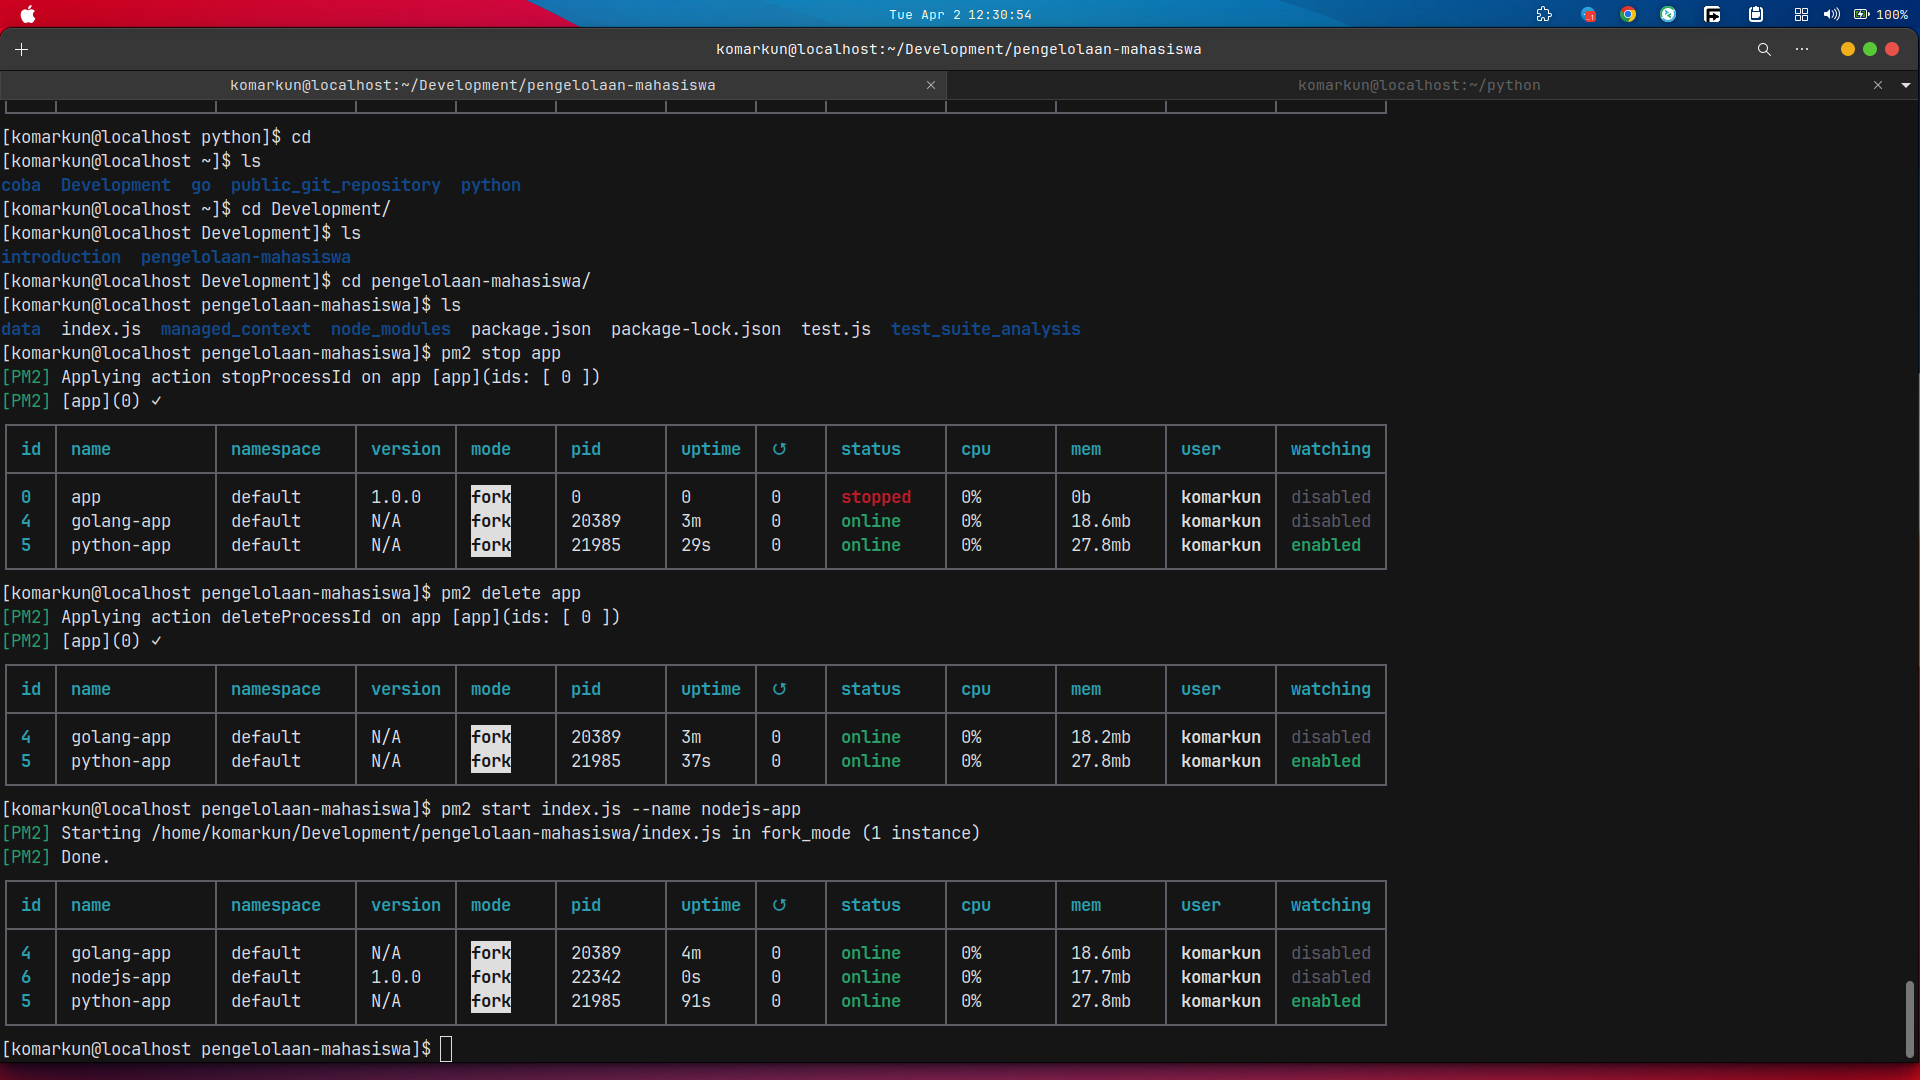 Tue Apr 2 12:30:54
100%
komarkun@localhost:~/Development/pengelolaan-mahasiswa
komarkun@localhost:~/Development/pengelolaan-mahasiswa
komarkun@localhost:~/python
[komarkun@localhost python]$ cd
[komarkun@localhost ~]$ ls
coba  Development  go  public_git_repository  python
[komarkun@localhost ~]$ cd Development/
[komarkun@localhost Development]$ ls
introduction  pengelolaan-mahasiswa
[komarkun@localhost Development]$ cd pengelolaan-mahasiswa/
[komarkun@localhost pengelolaan-mahasiswa]$ ls
data  index.js  managed_context  node_modules  package.json  package-lock.json  test.js  test_suite_analysis
[komarkun@localhost pengelolaan-mahasiswa]$ pm2 stop app
[PM2] Applying action stopProcessId on app [app](ids: [ 0 ])
[PM2] [app](0) ✓
id name namespace version mode pid uptime ↺ status cpu mem user watching
0 app default 1.0.0 fork 0 0 0 stopped 0% 0b komarkun disabled
4 golang-app default N/A fork 20389 3m 0 online 0% 18.6mb komarkun disabled
5 python-app default N/A fork 21985 29s 0 online 0% 27.8mb komarkun enabled
[komarkun@localhost pengelolaan-mahasiswa]$ pm2 delete app
[PM2] Applying action deleteProcessId on app [app](ids: [ 0 ])
[PM2] [app](0) ✓
id name namespace version mode pid uptime ↺ status cpu mem user watching
4 golang-app default N/A fork 20389 3m 0 online 0% 18.2mb komarkun disabled
5 python-app default N/A fork 21985 37s 0 online 0% 27.8mb komarkun enabled
[komarkun@localhost pengelolaan-mahasiswa]$ pm2 start index.js --name nodejs-app
[PM2] Starting /home/komarkun/Development/pengelolaan-mahasiswa/index.js in fork_mode (1 instance)
[PM2] Done.
id name namespace version mode pid uptime ↺ status cpu mem user watching
4 golang-app default N/A fork 20389 4m 0 online 0% 18.6mb komarkun disabled
6 nodejs-app default 1.0.0 fork 22342 0s 0 online 0% 17.7mb komarkun disabled
5 python-app default N/A fork 21985 91s 0 online 0% 27.8mb komarkun enabled
[komarkun@localhost pengelolaan-mahasiswa]$